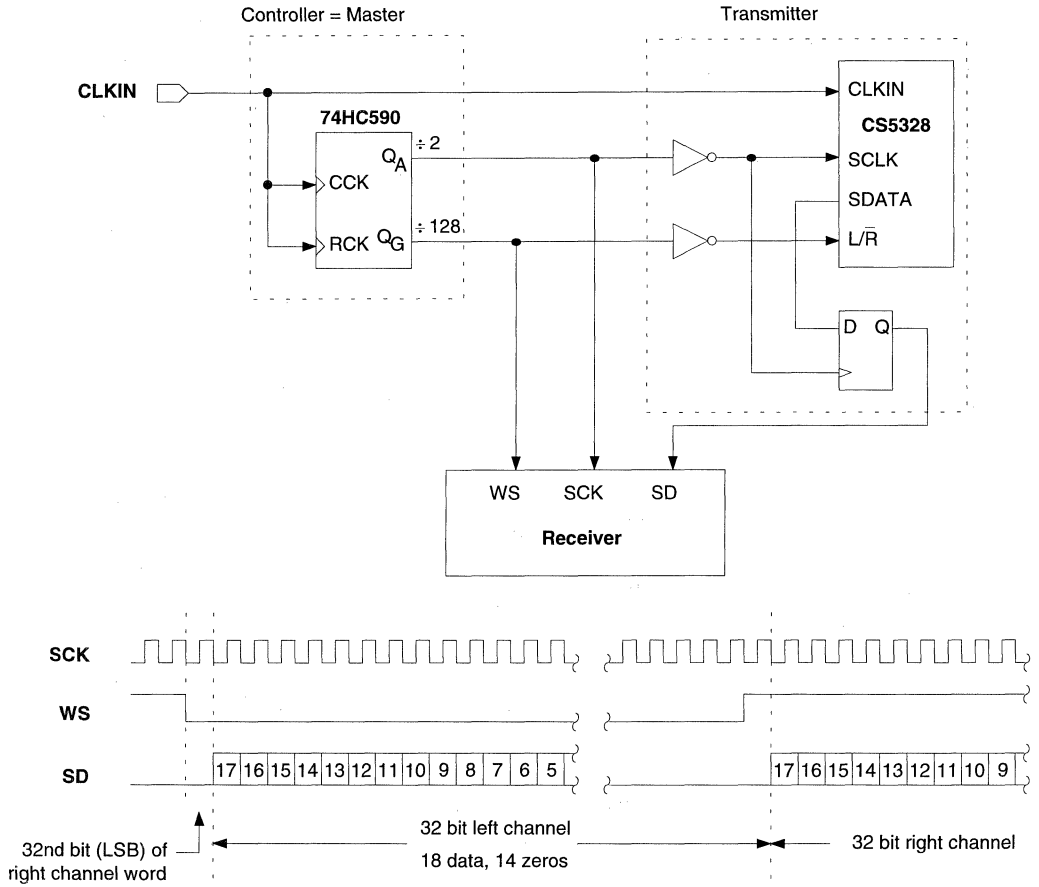 Controller = Master
Transmitter
CLKIN
74HC590
÷ 2
QA
CCK
÷ 128
RCK
QG
CLKIN
CS5328
SCLK
SDATA
L/R̅
D Q
WS SCK SD
Receiver
SCK
WS
SD
17 16 15 14 13 12 11 10 9 8 7 6 5
17 16 15 14 13 12 11 10 9
32nd bit (LSB) of
right channel word
32 bit left channel
18 data, 14 zeros
32 bit right channel